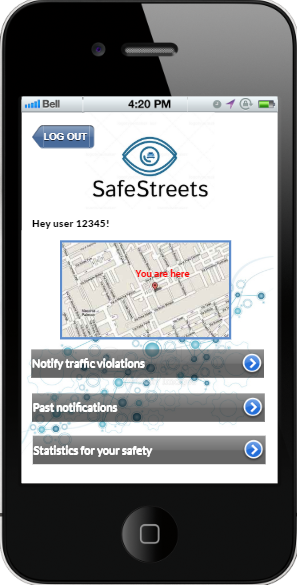 Bell 4:20 PM
LOG OUT
SafeStreets
Hey user 12345!
You are here
Notify traffic violations
Past notifications
Statistics for your safety